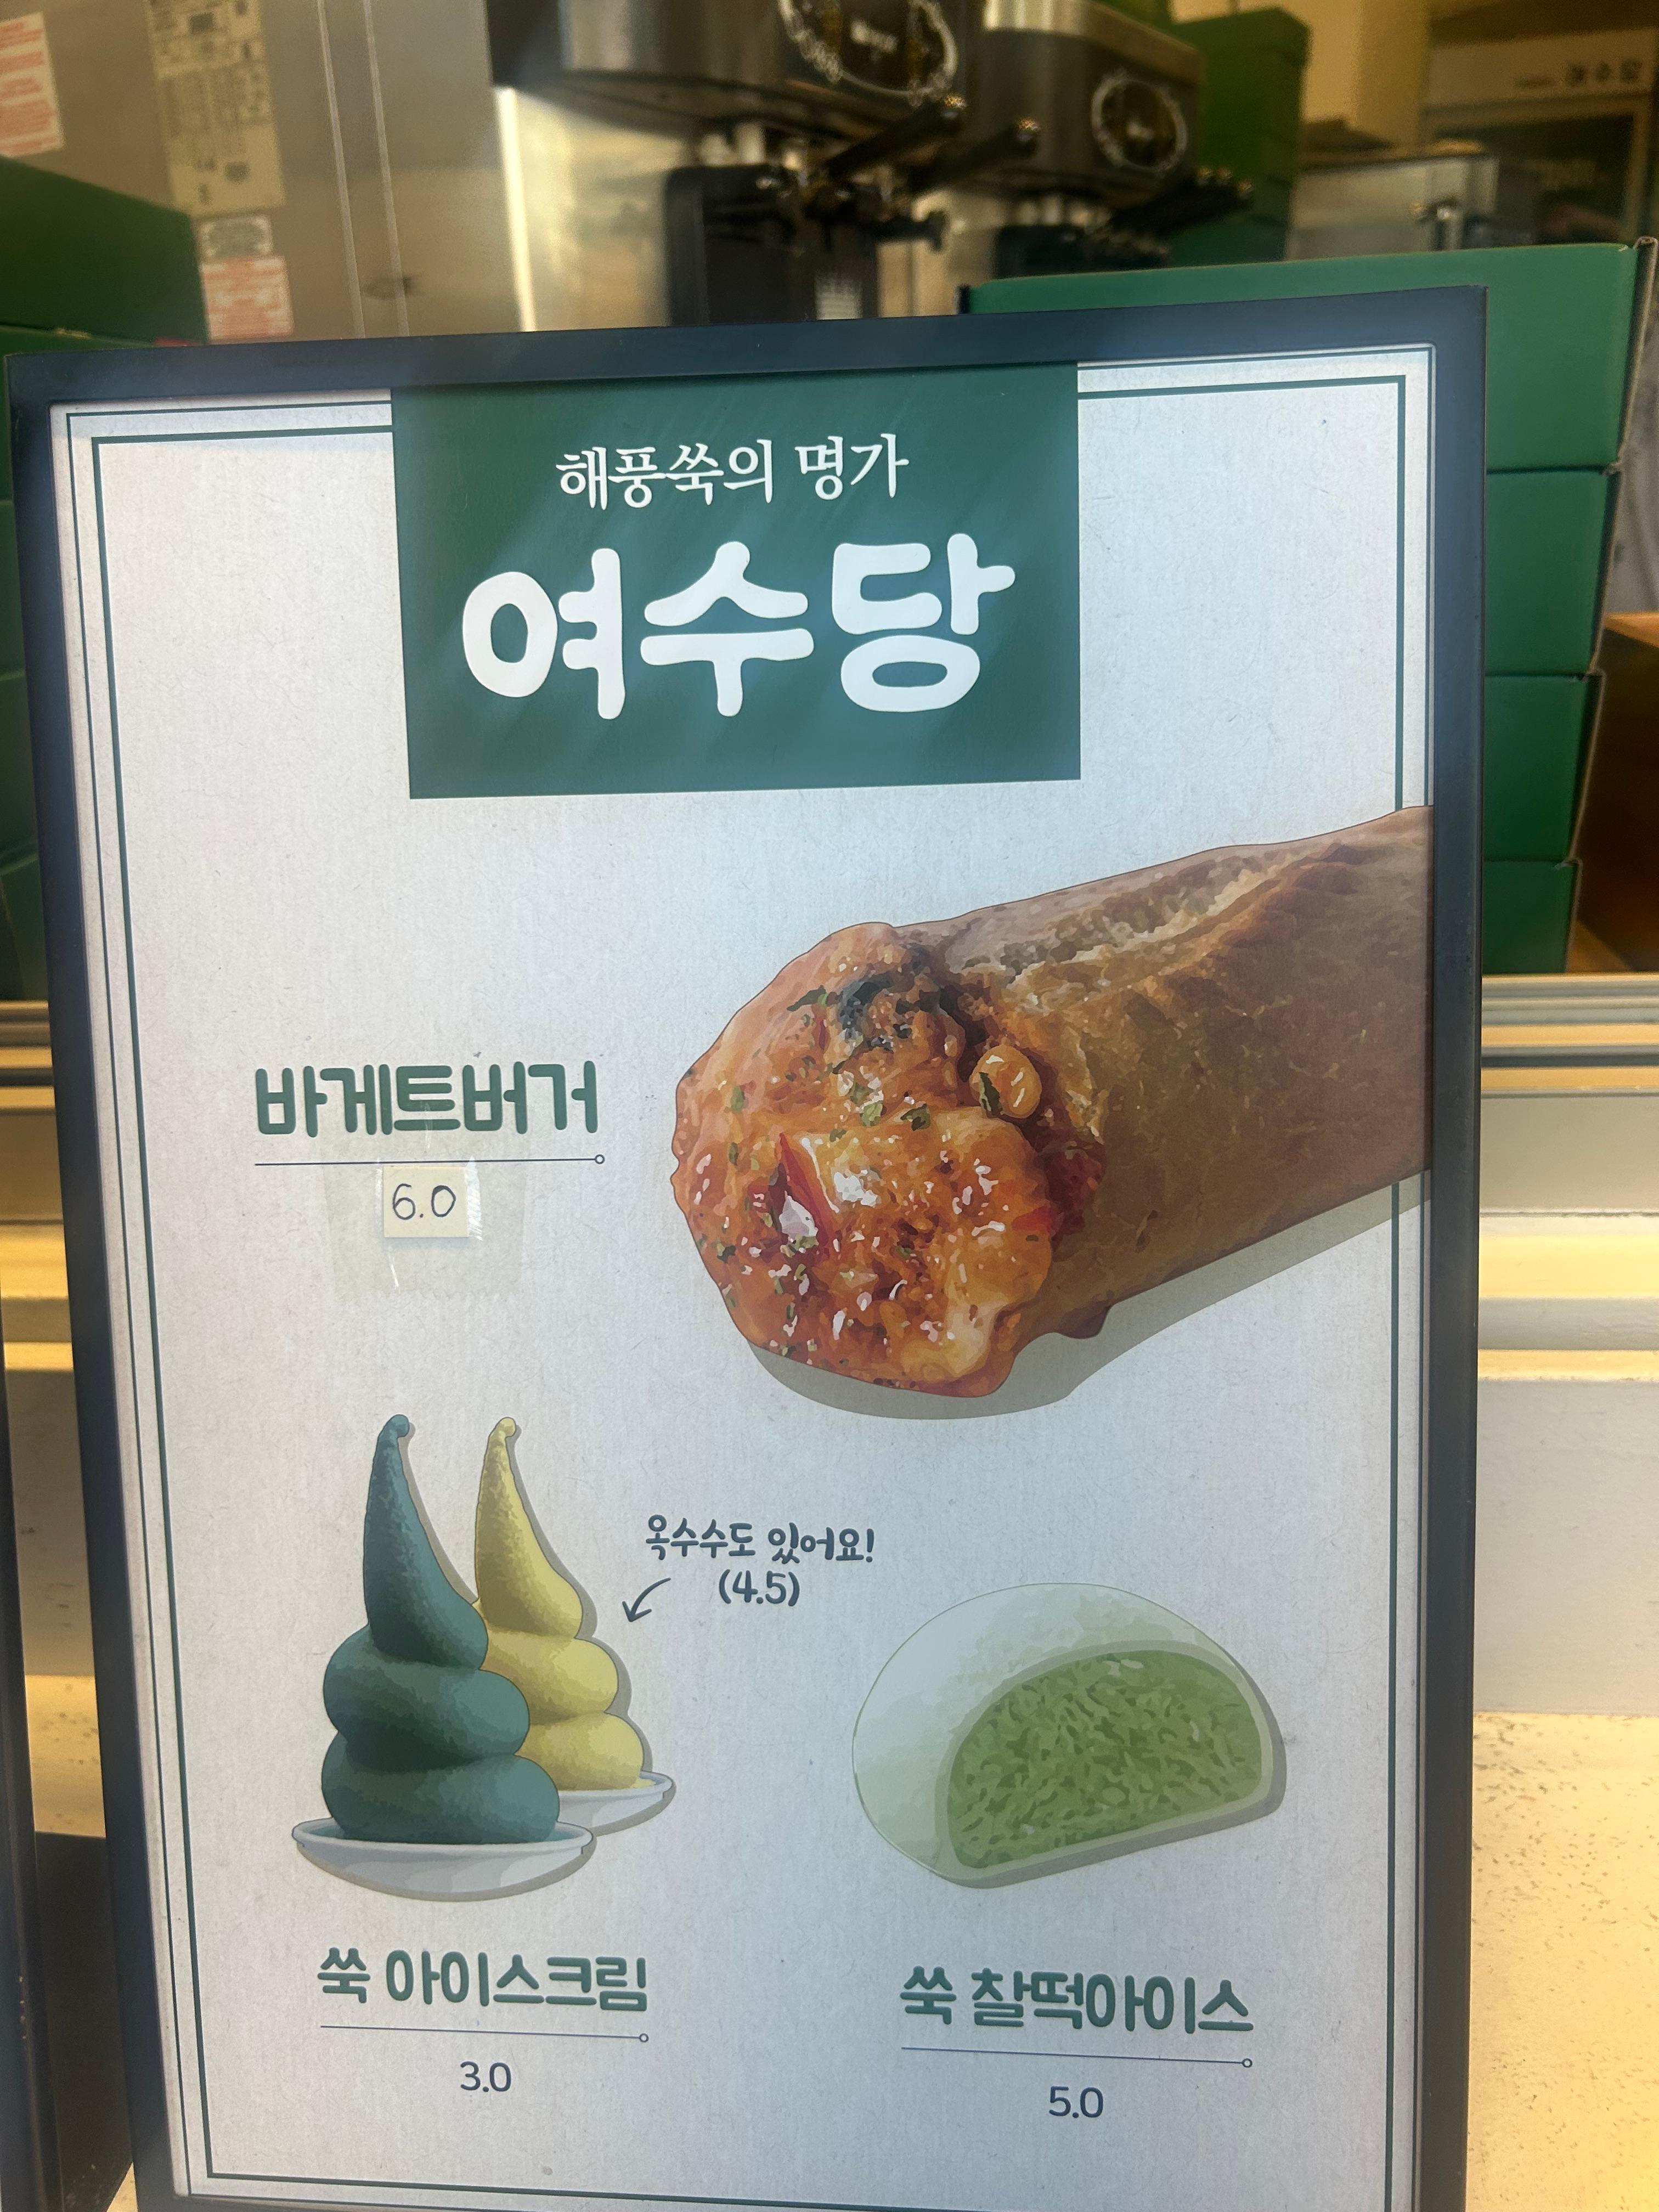 해풍쑥의 명가
여수당
바게트버거
6.0
옥수수도 있어요!
(4.5)
쑥 아이스크림
3.0
쑥 찰떡아이스
5.0